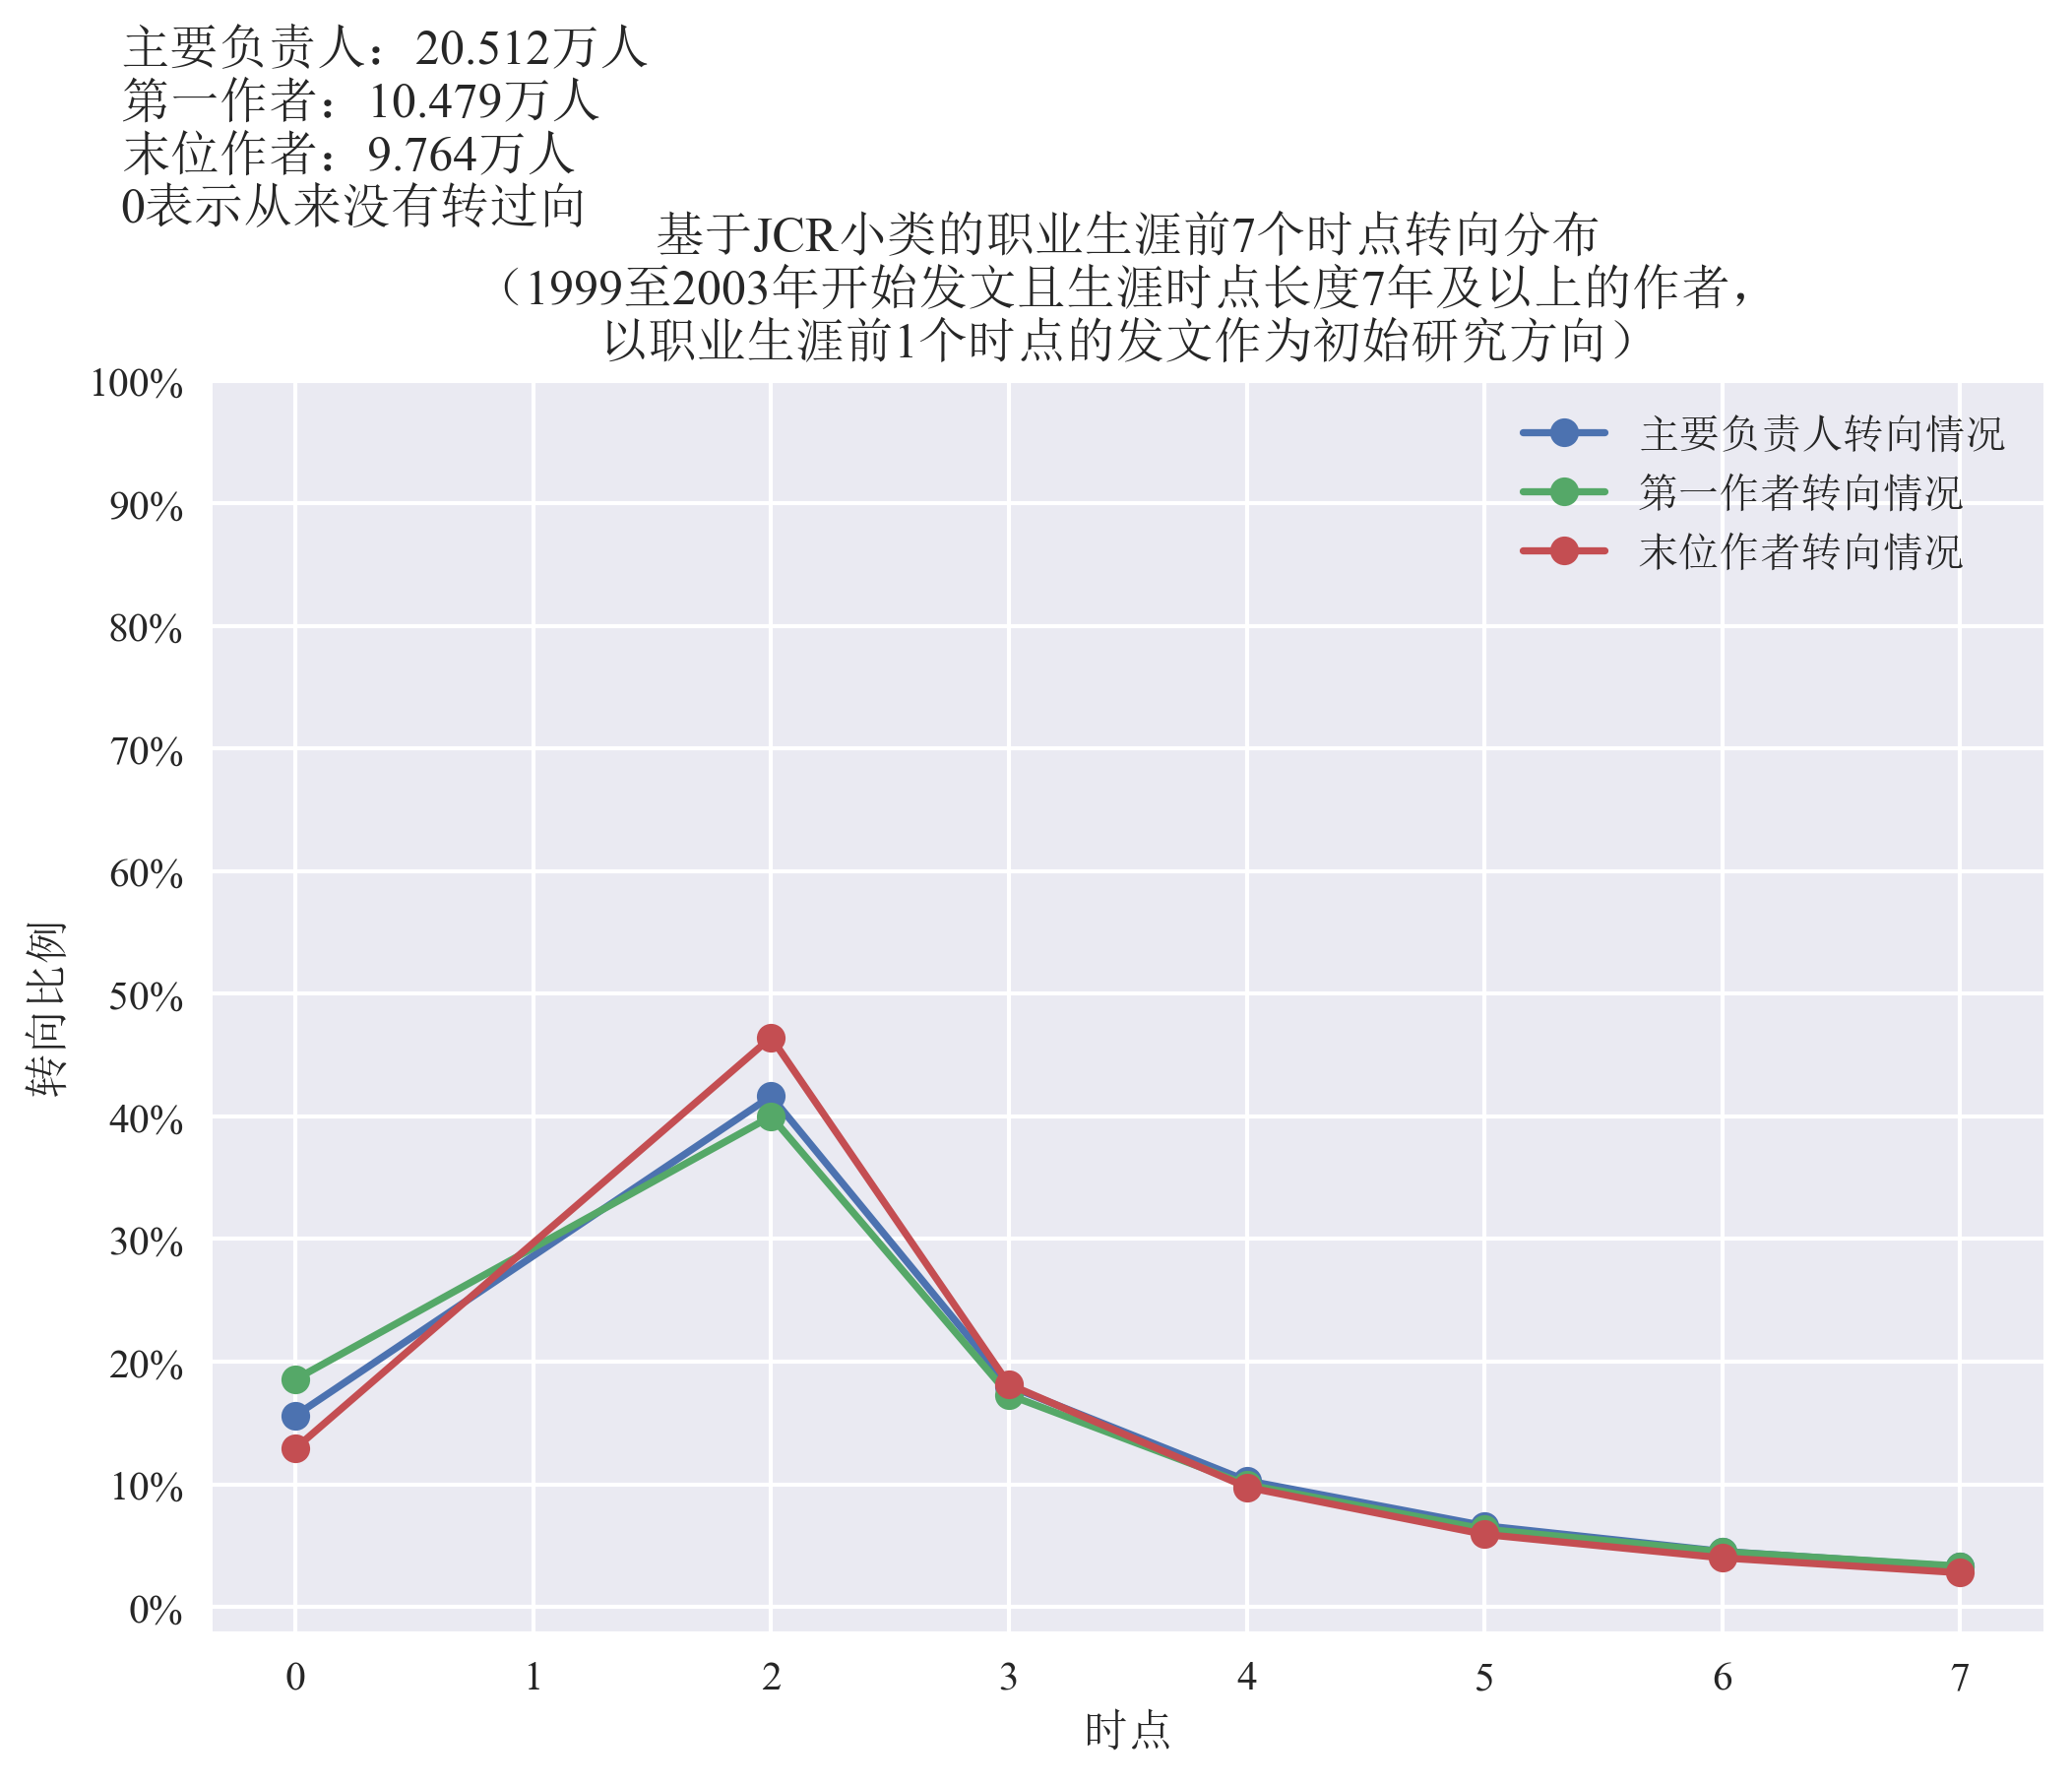 主要负责人：20.512万人
第一作者：10.479万人
末位作者：9.764万人
0表示从来没有转过向
基于JCR小类的职业生涯前7个时点转向分布
（1999至2003年开始发文且生涯时点长度7年及以上的作者，
以职业生涯前1个时点的发文作为初始研究方向）
主要负责人转向情况
第一作者转向情况
末位作者转向情况
100%
90%
80%
70%
60%
50%
40%
30%
20%
10%
0%
转向比例
0 1 2 3 4 5 6 7
时点